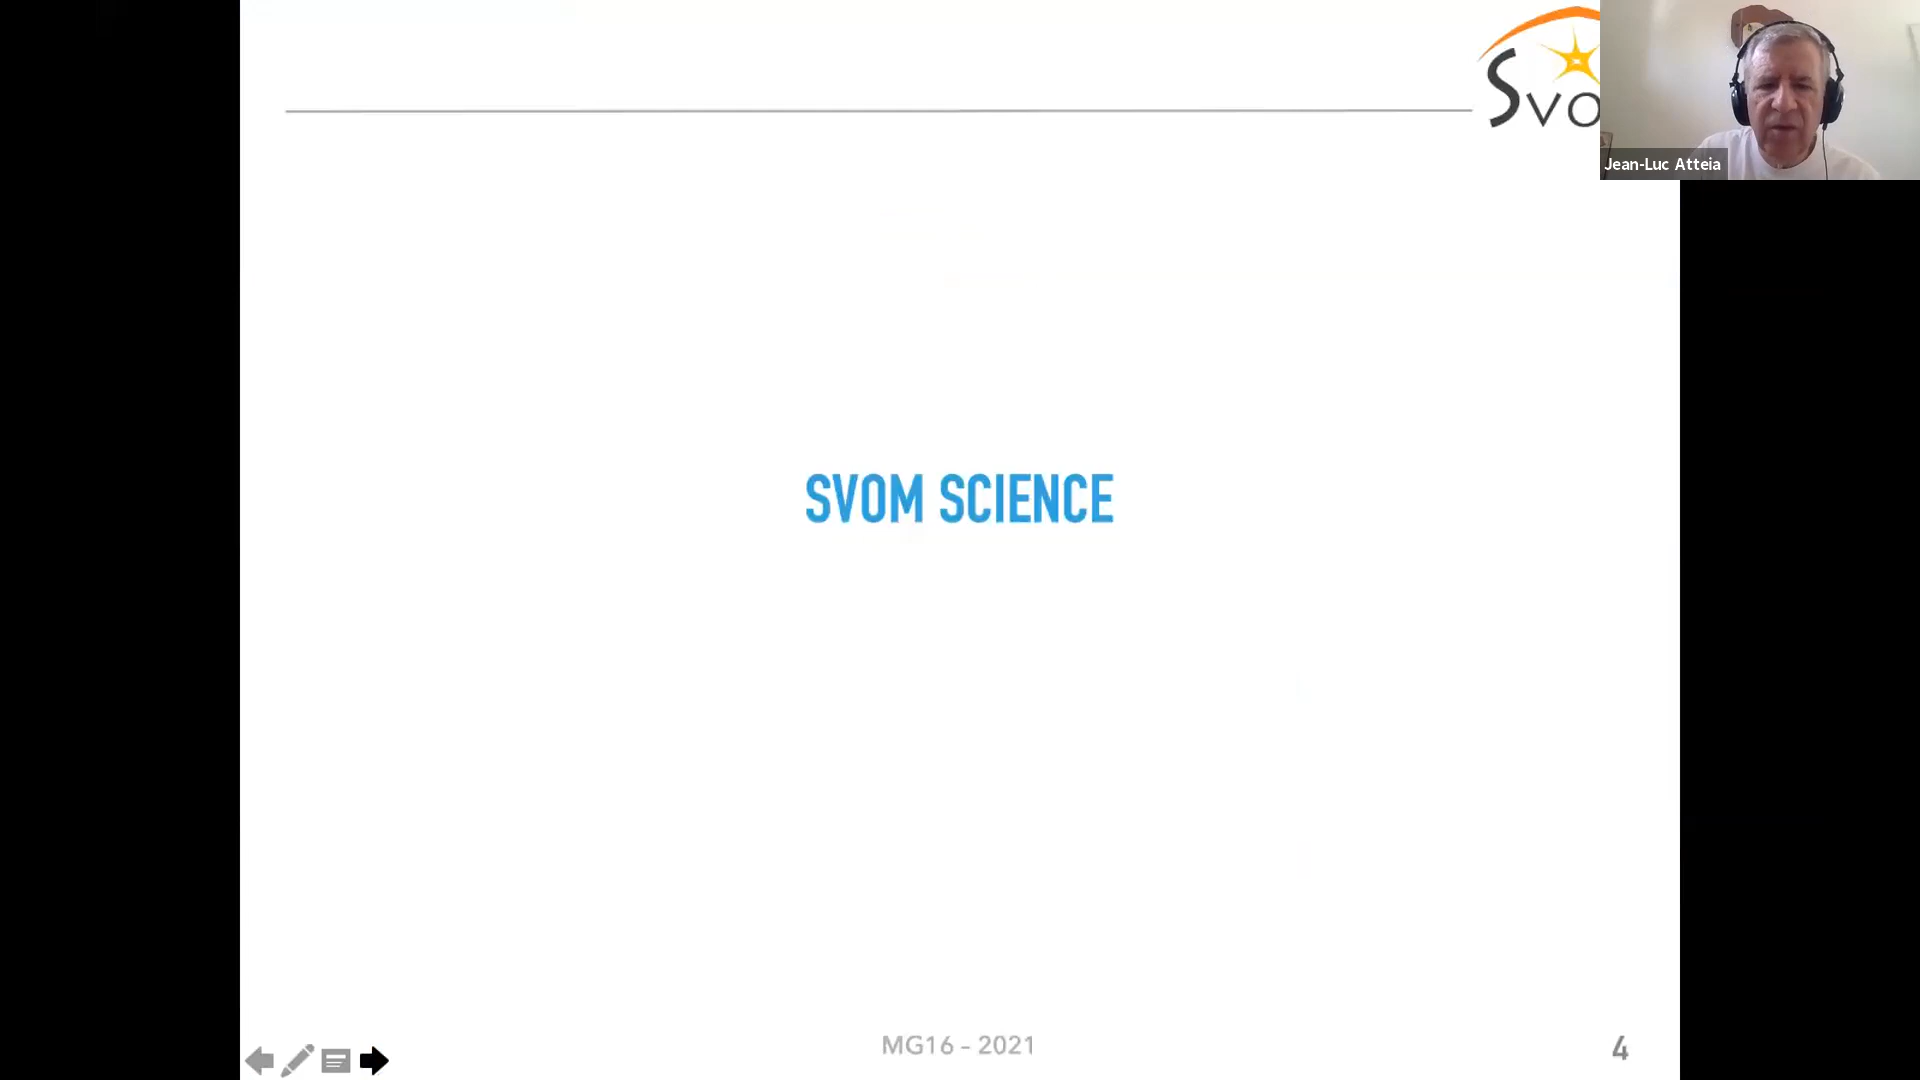 SVO
Jean-Luc Atteia
SVOM SCIENCE
MG16 – 2021
4